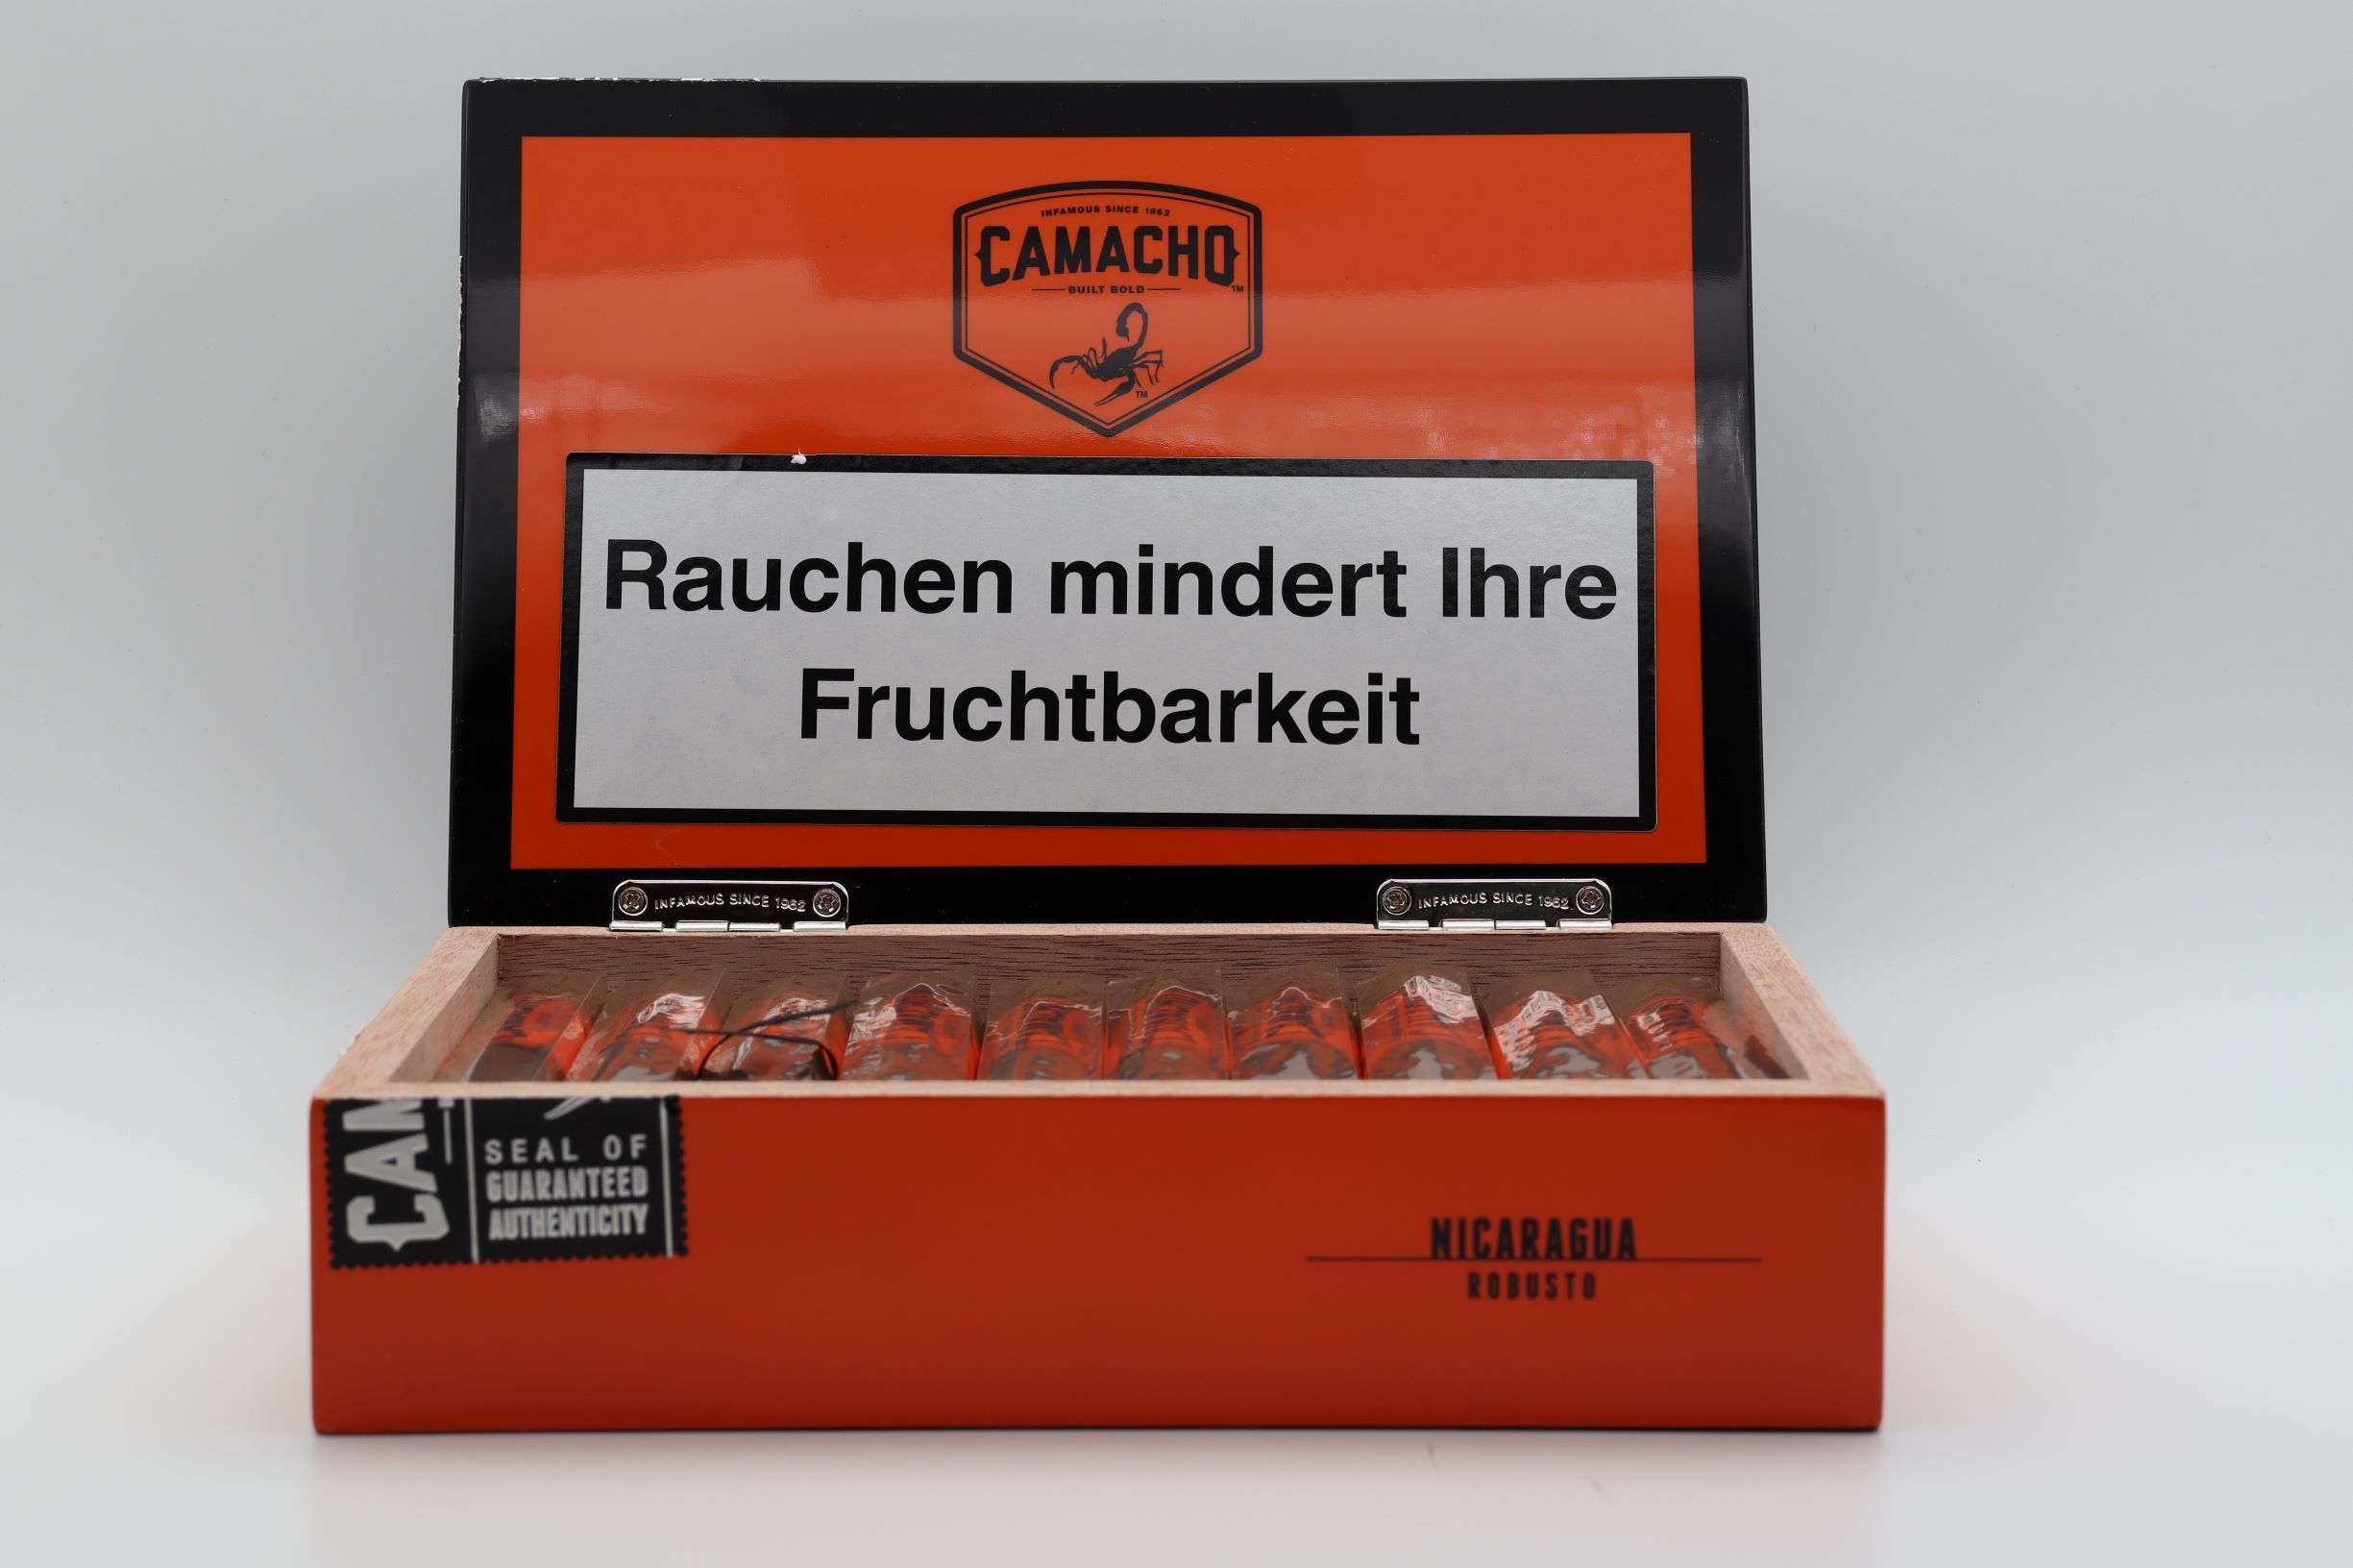 INFAMOUS SINCE 1962
CAMACHO
BUILT BOLD
TM
TM
Rauchen mindert Ihre
Fruchtbarkeit
INFAMOUS SINCE 1962
INFAMOUS SINCE 1962
CAM
SEAL OF
GUARANTEED
AUTHENTICITY
NICARAGUA
ROBUSTO